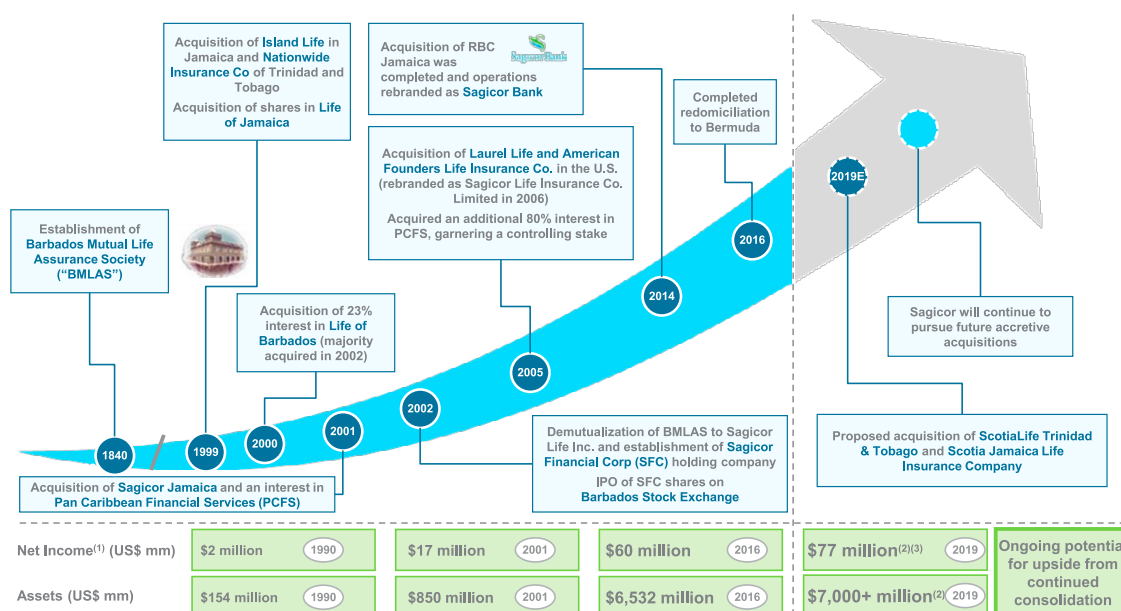 Acquisition of Island Life in
Jamaica and Nationwide
Insurance Co of Trinidad and
Tobago
Acquisition of shares in Life
of Jamaica
Acquisition of RBC
Jamaica was
completed and operations
rebranded as Sagicor Bank
Sagicor Bank
Completed
redomiciliation
to Bermuda
Acquisition of Laurel Life and American
Founders Life Insurance Co. in the U.S.
(rebranded as Sagicor Life Insurance Co.
Limited in 2006)
Acquired an additional 80% interest in
PCFS, garnering a controlling stake
Establishment of
Barbados Mutual Life
Assurance Society
(“BMLAS”)
Acquisition of 23%
interest in Life of
Barbados (majority
acquired in 2002)
1840
1999
2000
2001
2002
2005
2014
2016
2019E
Sagicor will continue to
pursue future accretive
acquisitions
Acquisition of Sagicor Jamaica and an interest in
Pan Caribbean Financial Services (PCFS)
Demutualization of BMLAS to Sagicor
Life Inc. and establishment of Sagicor
Financial Corp (SFC) holding company
IPO of SFC shares on
Barbados Stock Exchange
Proposed acquisition of ScotiaLife Trinidad
& Tobago and Scotia Jamaica Life
Insurance Company
Net Income(1) (US$ mm)
$2 million 1990
$17 million 2001
$60 million 2016
$77 million(2)(3) 2019
Assets (US$ mm)
$154 million 1990
$850 million 2001
$6,532 million 2016
$7,000+ million(2) 2019
Ongoing potential
for upside from
continued
consolidation